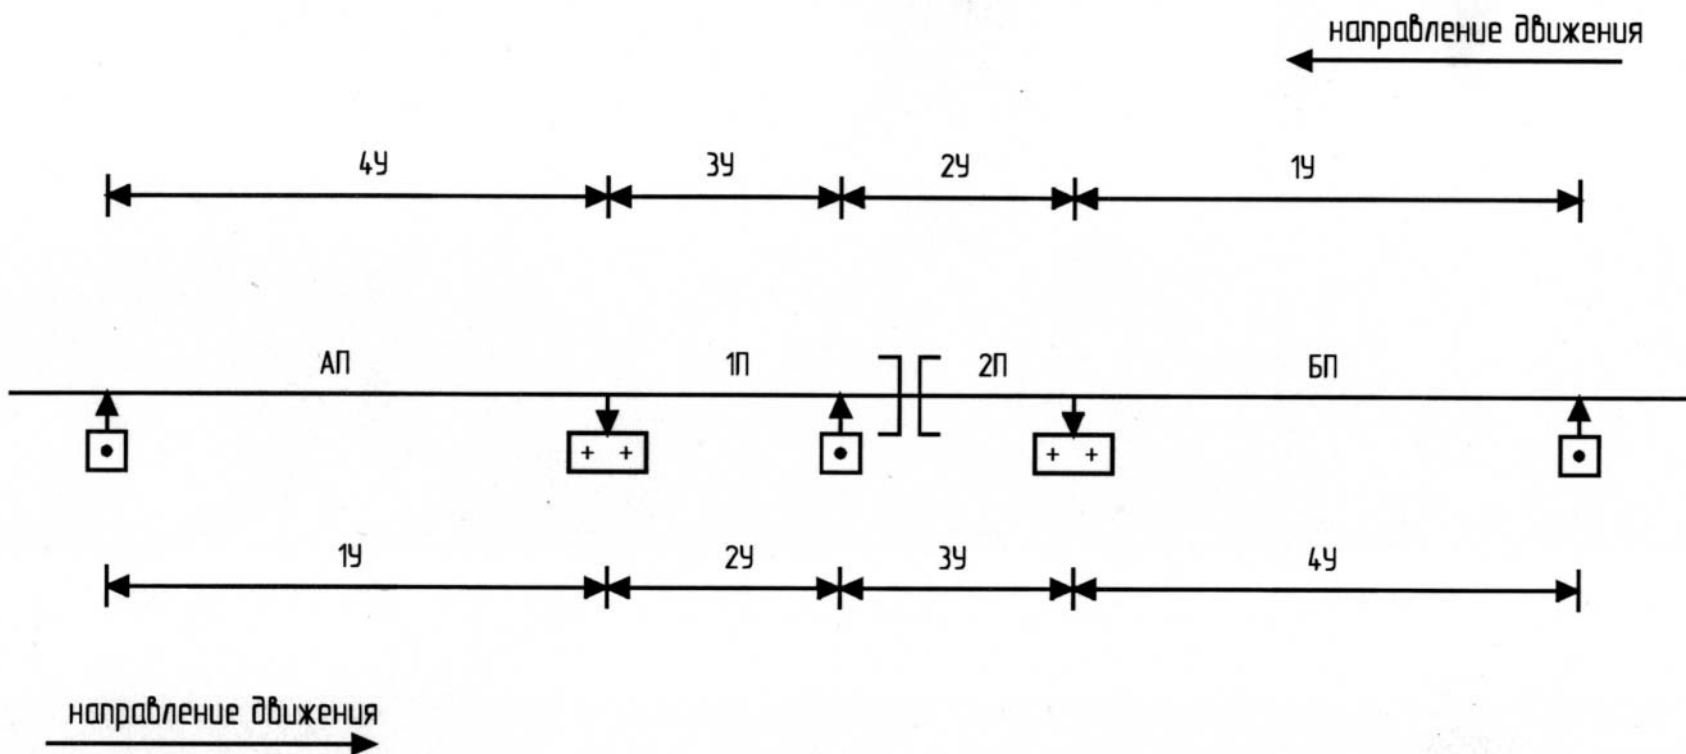 направление движения
4У 3У 2У 1У
АП 1П 2П БП
+ + + +
1У 2У 3У 4У
направление движения